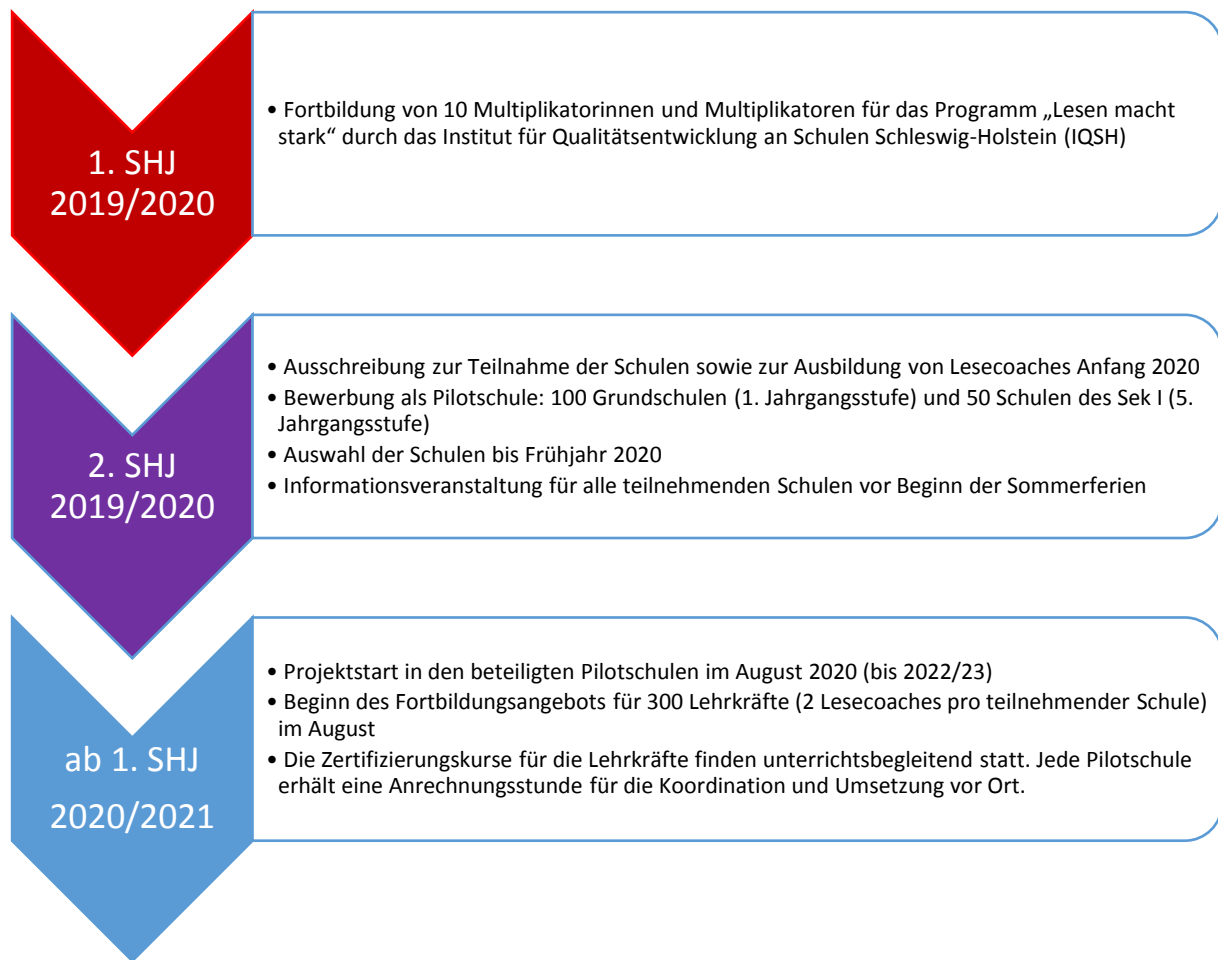 1. SHJ
2019/2020
• Fortbildung von 10 Multiplikatorinnen und Multiplikatoren für das Programm „Lesen macht
stark“ durch das Institut für Qualitätsentwicklung an Schulen Schleswig-Holstein (IQSH)
2. SHJ
2019/2020
• Ausschreibung zur Teilnahme der Schulen sowie zur Ausbildung von Lesecoaches Anfang 2020
• Bewerbung als Pilotschule: 100 Grundschulen (1. Jahrgangsstufe) und 50 Schulen des Sek I (5.
Jahrgangsstufe)
• Auswahl der Schulen bis Frühjahr 2020
• Informationsveranstaltung für alle teilnehmenden Schulen vor Beginn der Sommerferien
ab 1. SHJ
2020/2021
• Projektstart in den beteiligten Pilotschulen im August 2020 (bis 2022/23)
• Beginn des Fortbildungsangebots für 300 Lehrkräfte (2 Lesecoaches pro teilnehmender Schule)
im August
• Die Zertifizierungskurse für die Lehrkräfte finden unterrichtsbegleitend statt. Jede Pilotschule
erhält eine Anrechnungsstunde für die Koordination und Umsetzung vor Ort.